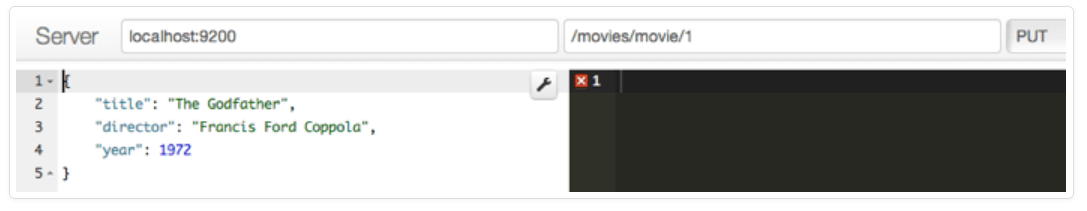 Server localhost:9200 /movies/movie/1 PUT
1 {
2 "title": "The Godfather",
3 "director": "Francis Ford Coppola",
4 "year": 1972
5 }
1